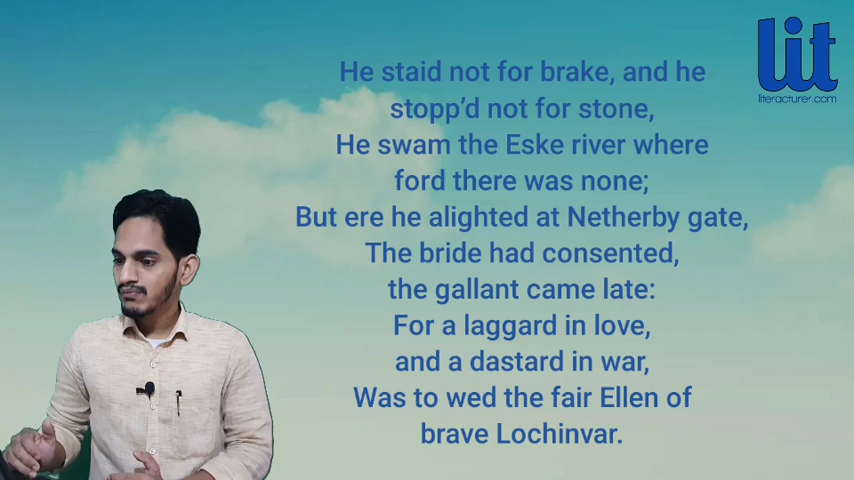 lit
literacturer.com
He staid not for brake, and he
stopp’d not for stone,
He swam the Eske river where
ford there was none;
But ere he alighted at Netherby gate,
The bride had consented,
the gallant came late:
For a laggard in love,
and a dastard in war,
Was to wed the fair Ellen of
brave Lochinvar.